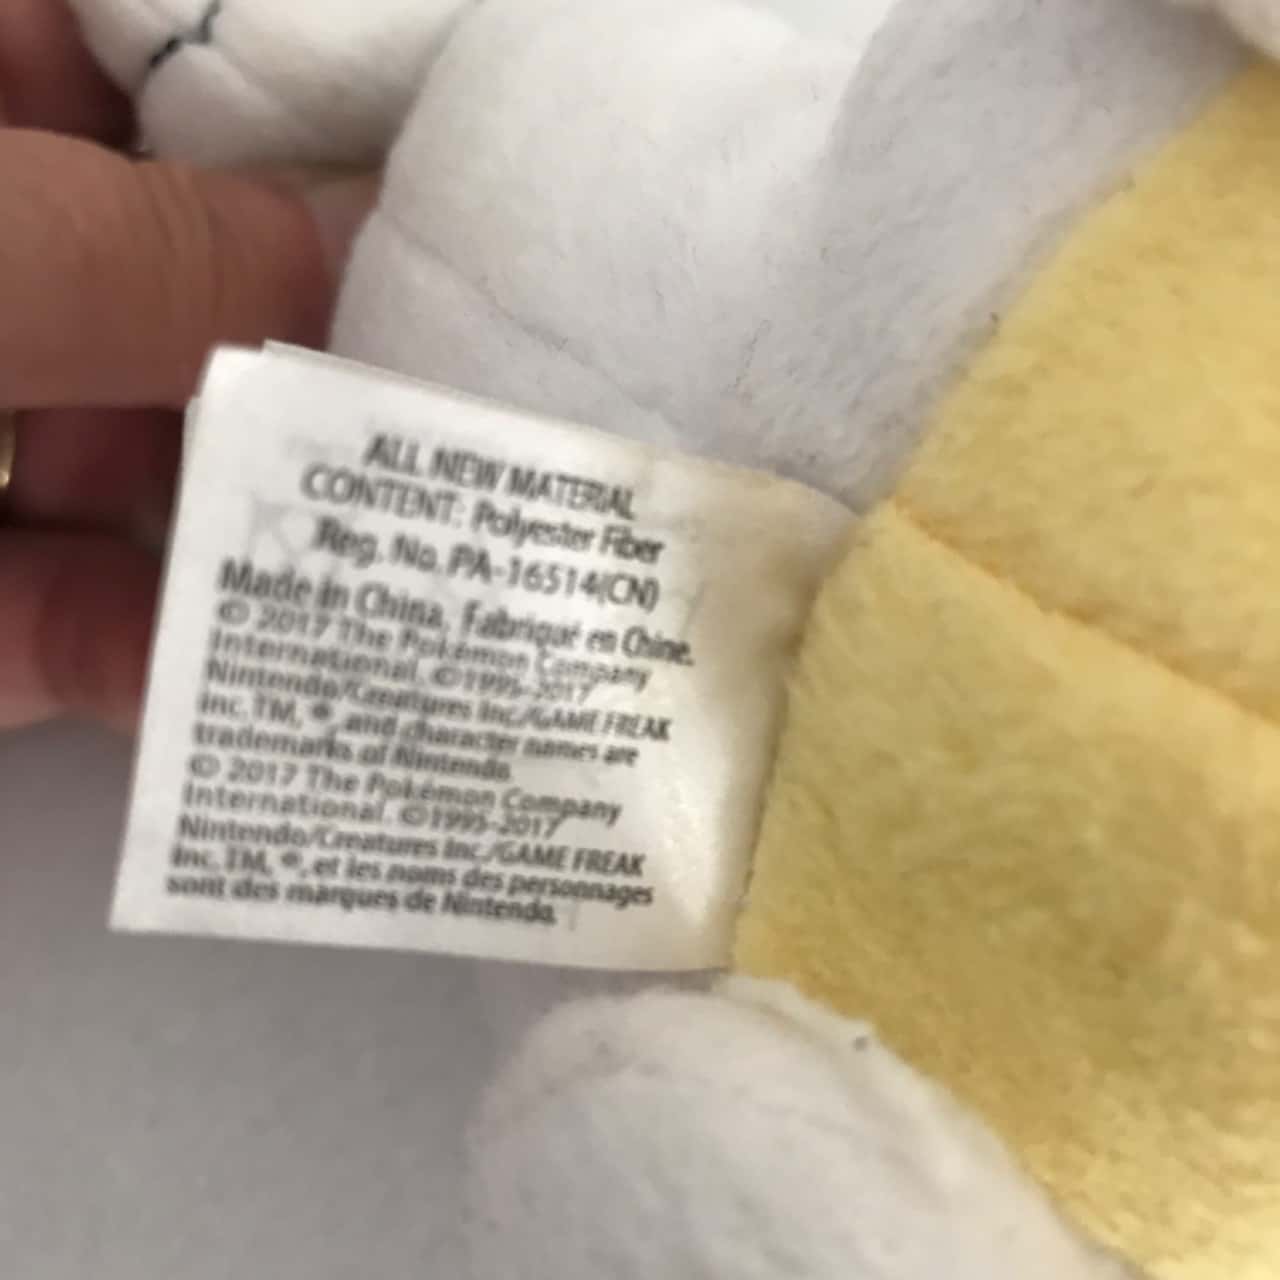 ALL NEW MATERIAL
CONTENT: Polyester Fiber
Reg. No. PA-16514(CN)
Made in China. Fabriqué en Chine.
© 2017 The Pokémon Company
International. ©1995-2017
Nintendo/Creatures Inc./GAME FREAK
Inc. TM, ®, and character names are
trademarks of Nintendo.
© 2017 The Pokémon Company
International. ©1995-2017
Nintendo/Creatures Inc./GAME FREAK
Inc. TM, ®, et les noms des personnages
sont des marques de Nintendo.